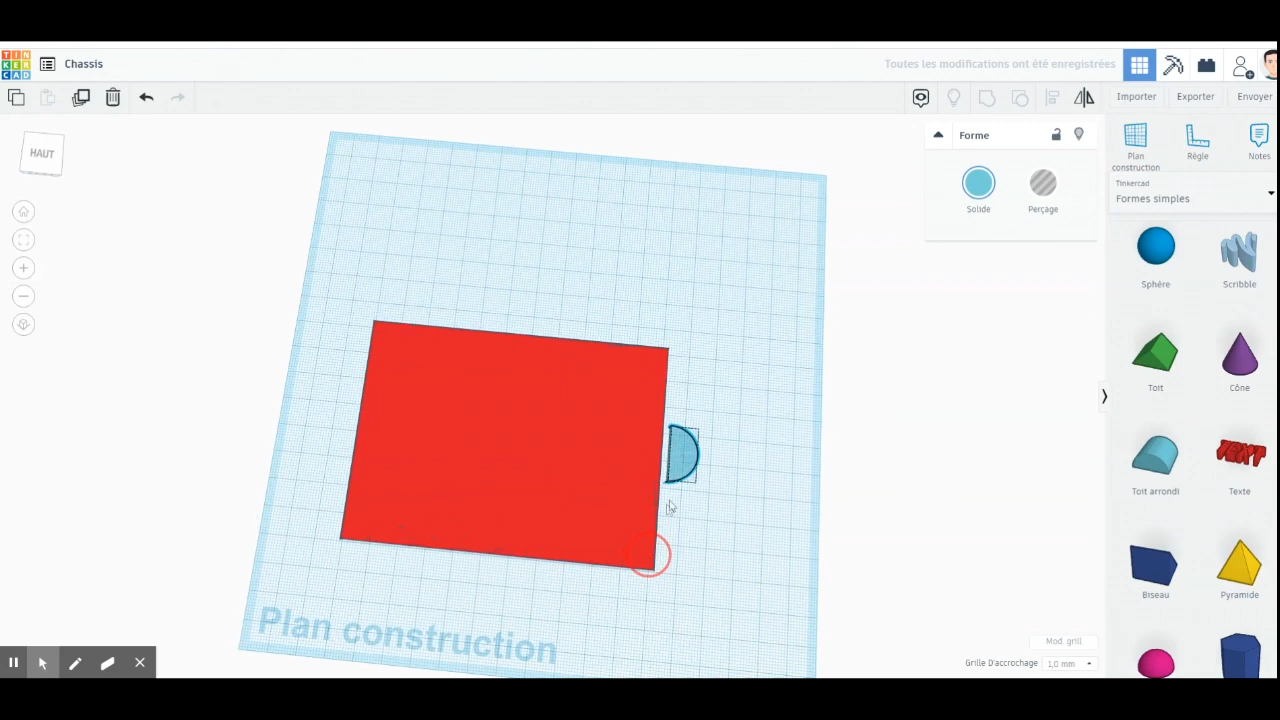 TIN
KER
CAD
Chassis
Toutes les modifications ont été enregistrées
Importer
Exporter
Envoyer
HAUT
Forme
Solide
Perçage
Plan
construction
Règle
Notes
Tinkercad
Formes simples
Sphère
Scribble
Toit
Cône
TEXT
Toit arrondi
Texte
Biseau
Pyramide
Plan construction
Mod. grill
Grille D'accrochage
1,0 mm